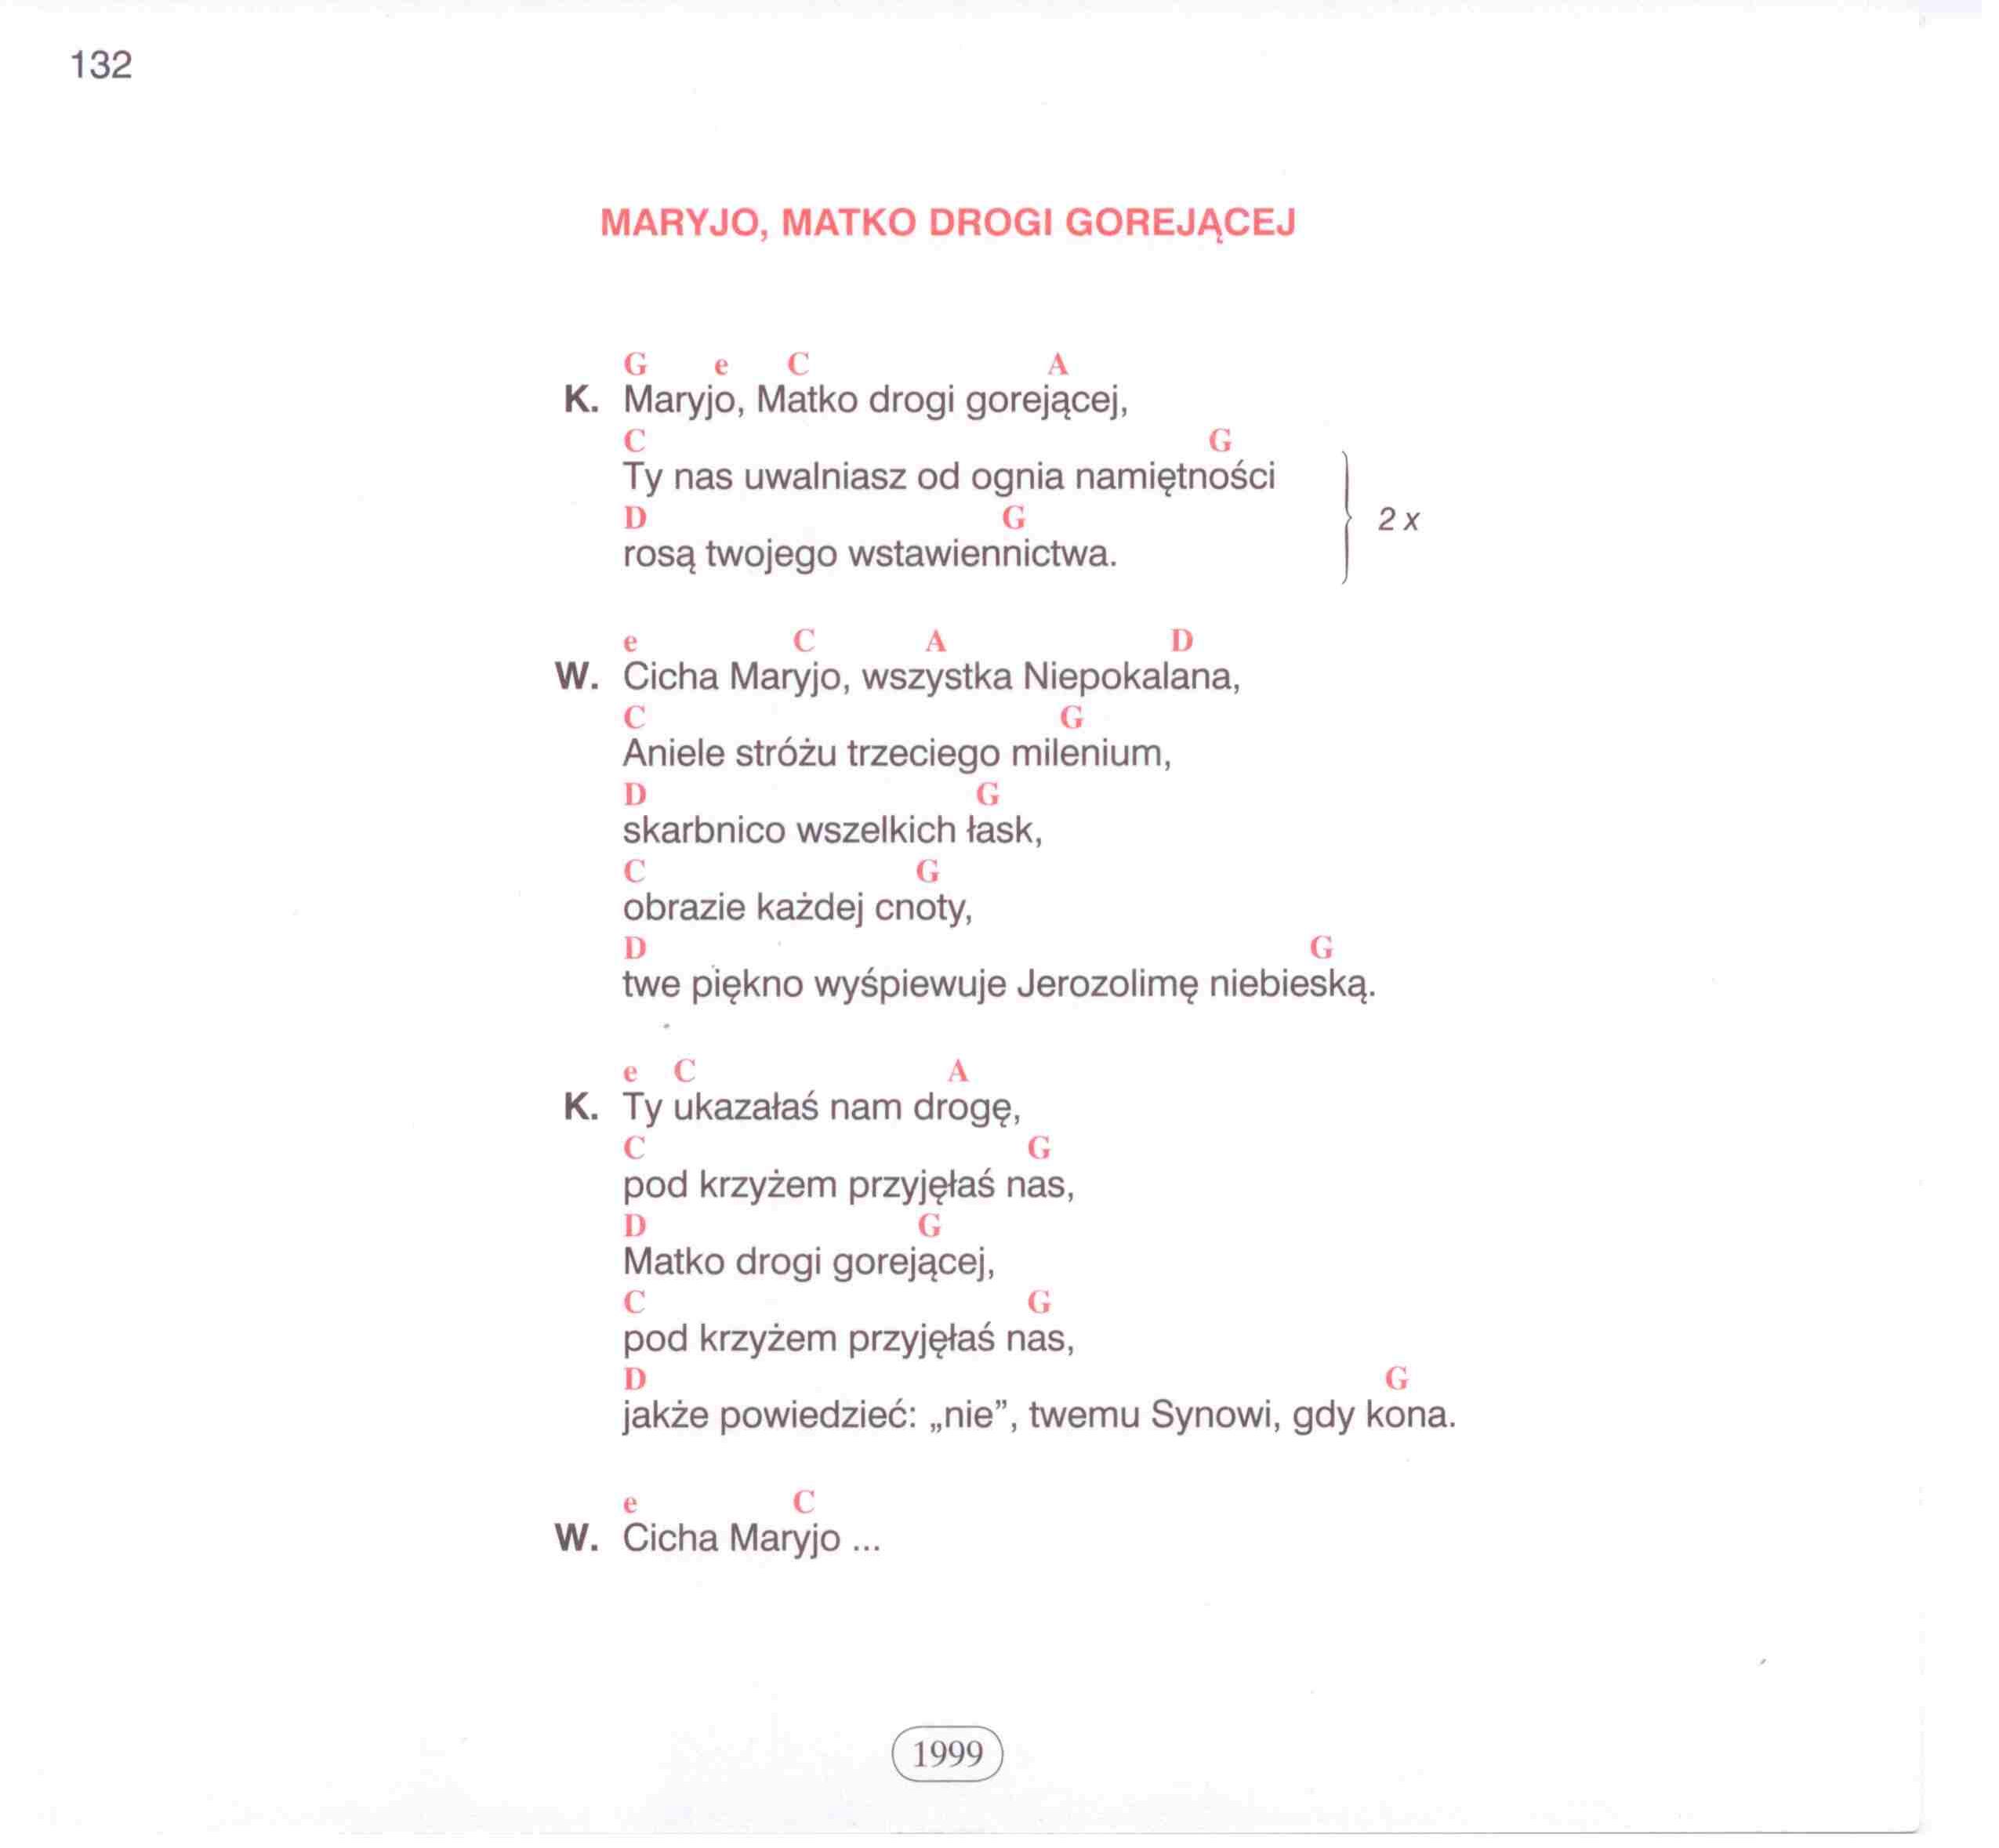 132
MARYJO, MATKO DROGI GOREJĄCEJ
G e C A
K. Maryjo, Matko drogi gorejącej,
C G
Ty nas uwalniasz od ognia namiętności
D G
rosą twojego wstawiennictwa.
2 x
e C A D
W. Cicha Maryjo, wszystka Niepokalana,
C G
Aniele stróżu trzeciego milenium,
D G
skarbnico wszelkich łask,
C G
obrazie każdej cnoty,
D G
twe piękno wyśpiewuje Jerozolimę niebieską.
e C A
K. Ty ukazałaś nam drogę,
C G
pod krzyżem przyjęłaś nas,
D G
Matko drogi gorejącej,
C G
pod krzyżem przyjęłaś nas,
D G
jakże powiedzieć: „nie”, twemu Synowi, gdy kona.
e C
W. Cicha Maryjo ...
1999